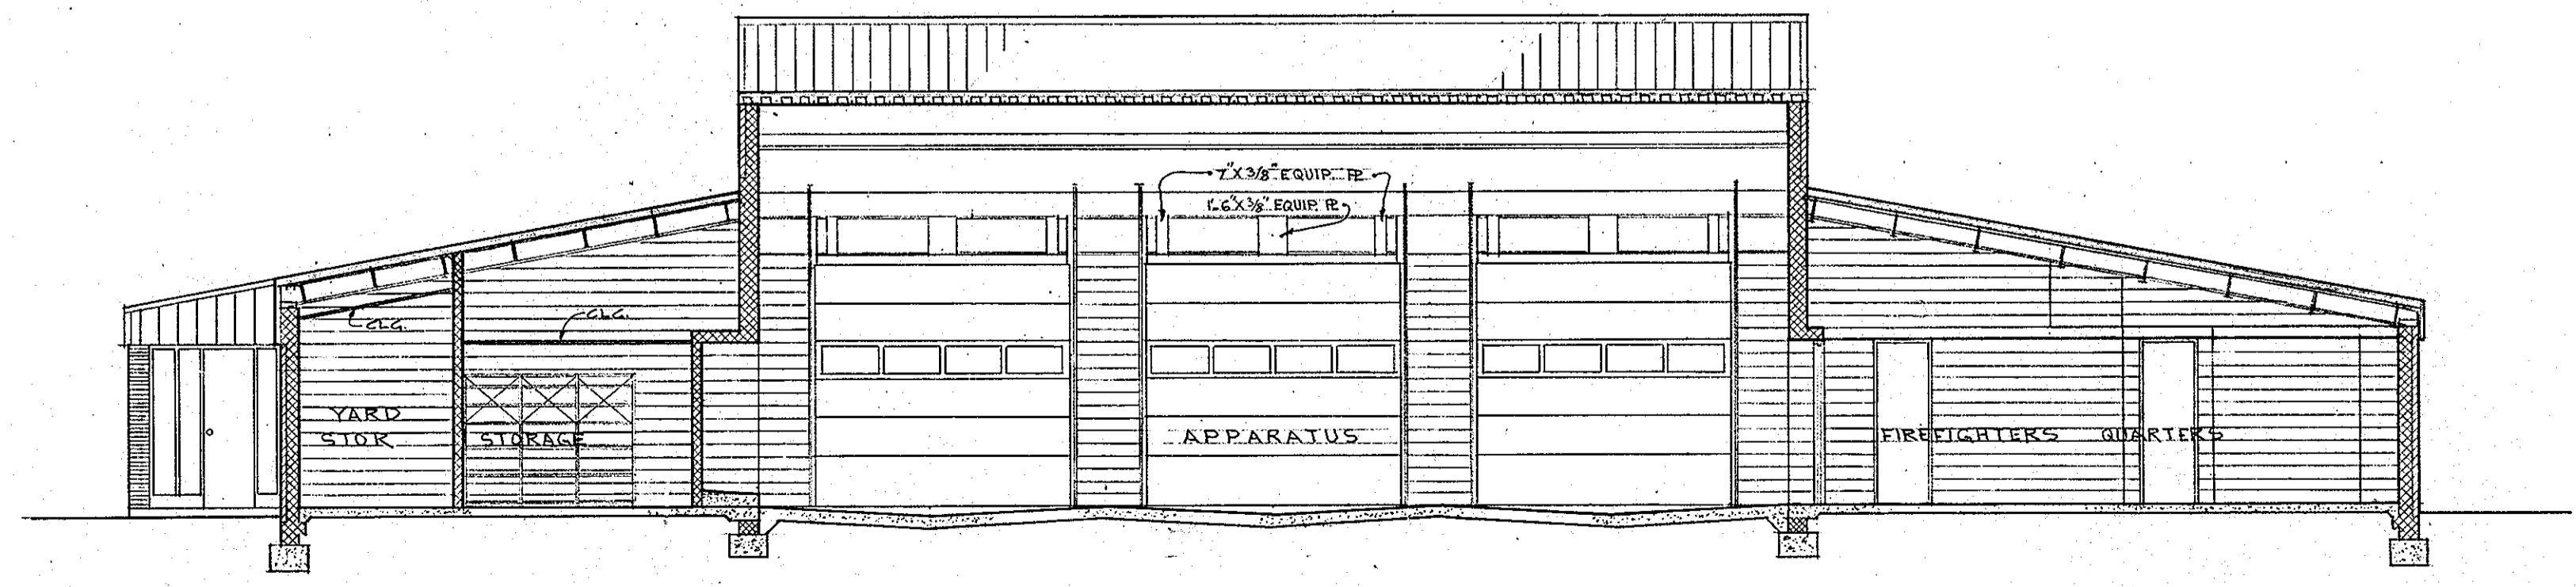 7"X3/8" EQUIP. PL
1'-6"X3/8" EQUIP. PL
CLG.
CLG.
YARD
STOR
STORAGE
APPARATUS
FIREFIGHTERS QUARTERS